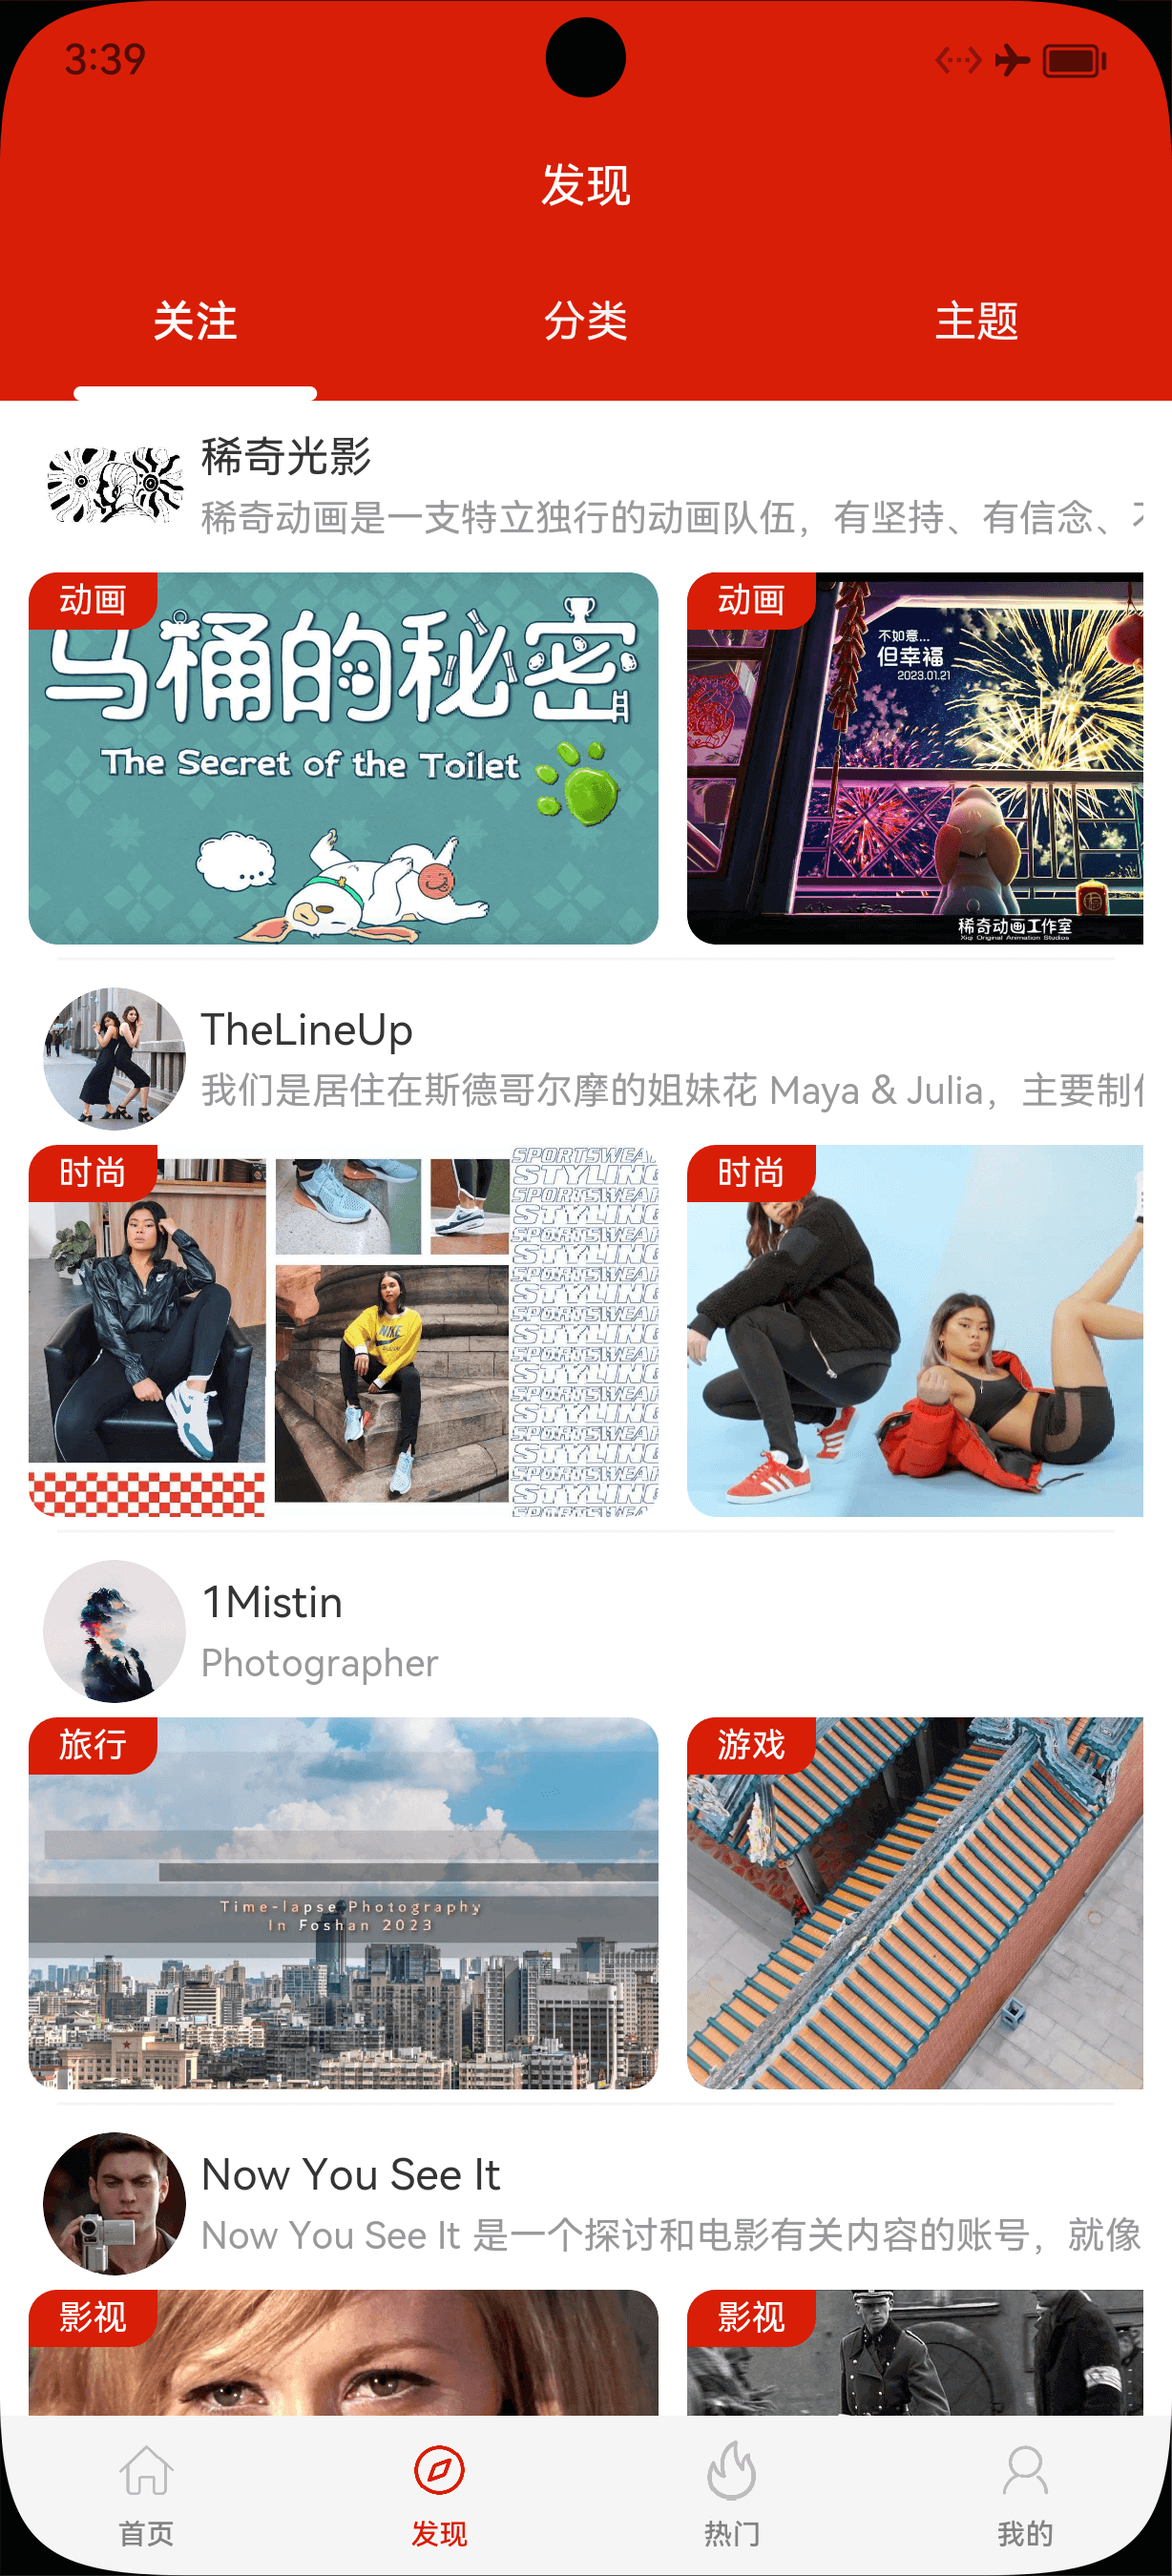 3:39
发现
关注
分类
主题
稀奇光影
稀奇动画是一支特立独行的动画队伍，有坚持、有信念、
动画
马桶的秘密
The Secret of the Toilet
动画
不如意...
但幸福
2023.01.21
稀奇动画工作室
Xiqi Original Animation Studios
TheLineUp
我们是居住在斯德哥尔摩的姐妹花 Maya & Julia，主要制作
时尚
NIKE
SPORTSWEAR
STYLING
SPORTSWEAR
STYLING
SPORTSWEAR
STYLING
SPORTSWEAR
STYLING
SPORTSWEAR
STYLING
SPORTSWEAR
STYLING
SPORTSWEAR
STYLING
SPORTSWEAR
STYLING
SPORTSWEAR
STYLING
SPORTSWEAR
时尚
1Mistin
Photographer
旅行
Time-lapse Photography
In Foshan 2023
游戏
Now You See It
Now You See It 是一个探讨和电影有关内容的账号，就像
影视
影视
首页
发现
热门
我的